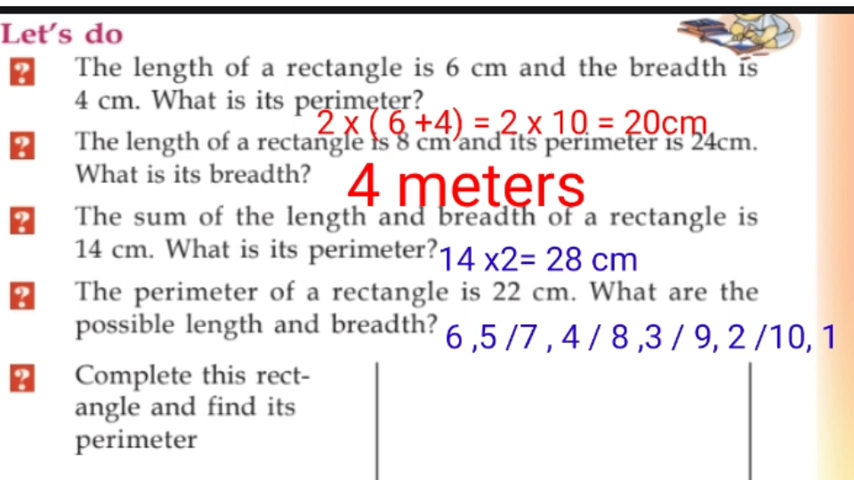 Let's do
? The length of a rectangle is 6 cm and the breadth is
4 cm. What is its perimeter?
2 x ( 6 +4) = 2 x 10 = 20cm
? The length of a rectangle is 8 cm and its perimeter is 24cm.
What is its breadth?
4 meters
? The sum of the length and breadth of a rectangle is
14 cm. What is its perimeter? 14 x2= 28 cm
? The perimeter of a rectangle is 22 cm. What are the
possible length and breadth? 6 ,5 /7 , 4 / 8 ,3 / 9, 2 /10, 1
? Complete this rect-
angle and find its
perimeter